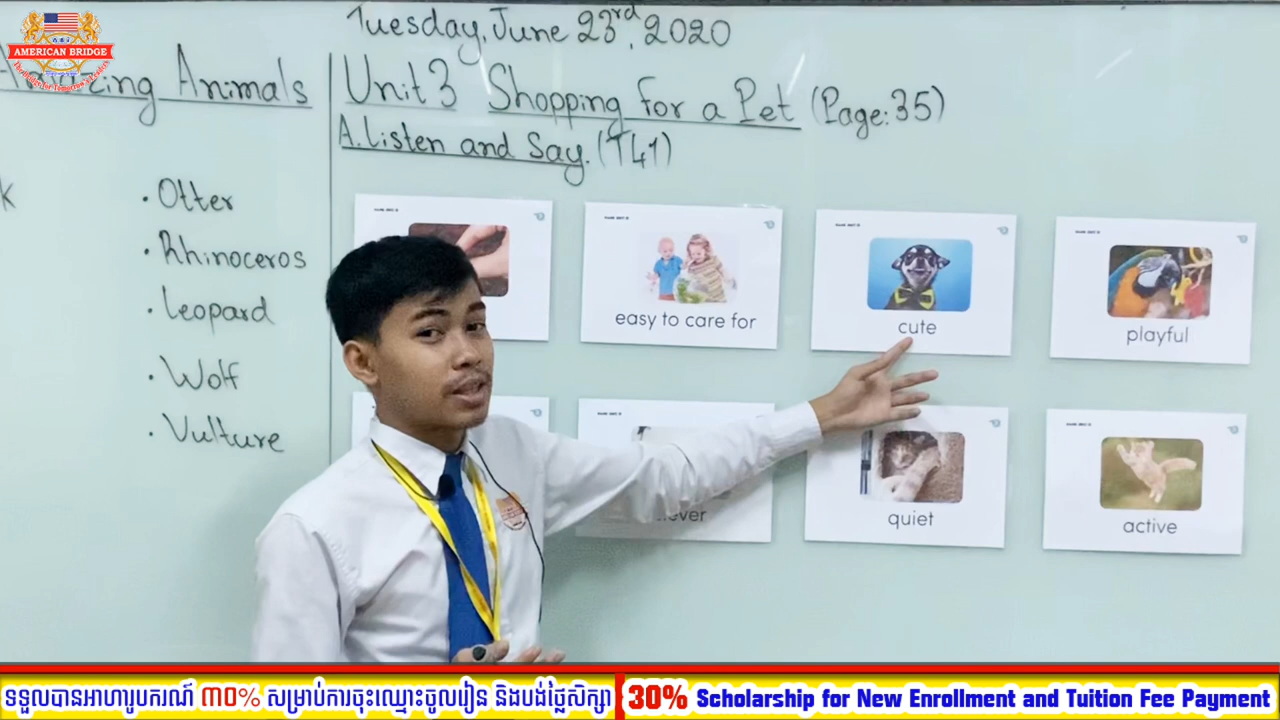 AMERICAN BRIDGE
Tuesday, June 23rd, 2020
Amazing Animals
Unit 3 Shopping for a Pet (Page:35)
A. Listen and Say. (T41)
k
• Otter
• Rhinoceros
• Leopard
• Wolf
• Vulture
easy to care for
cute
playful
quiet
active
ទទួលបានអាហារូបករណ៍ ៣០% សម្រាប់ការចុះឈ្មោះចូលរៀន និងបង់ថ្លៃសិក្សា
30% Scholarship for New Enrollment and Tuition Fee Payment